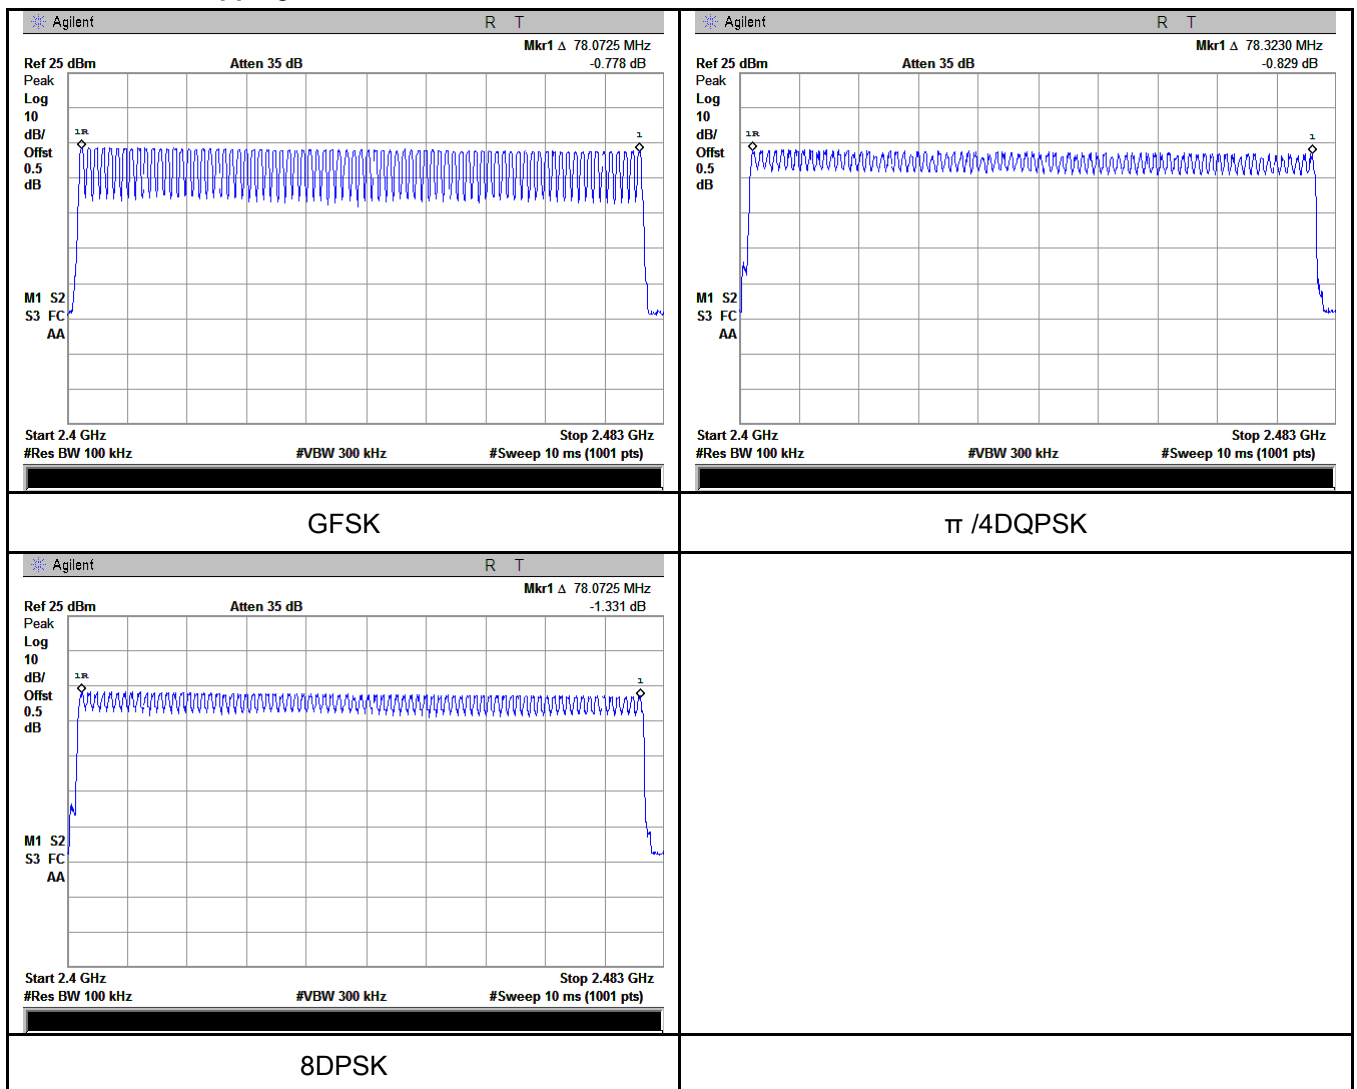 Agilent R T
Mkr1 Δ 78.0725 MHz
Ref 25 dBm Atten 35 dB -0.778 dB
Peak
Log
10
dB/
Offst
0.5
dB
1R
1
M1 S2
S3 FC
AA
Start 2.4 GHz Stop 2.483 GHz
#Res BW 100 kHz #VBW 300 kHz #Sweep 10 ms (1001 pts)
GFSK
Agilent R T
Mkr1 Δ 78.3230 MHz
Ref 25 dBm Atten 35 dB -0.829 dB
Peak
Log
10
dB/
Offst
0.5
dB
1R
1
M1 S2
S3 FC
AA
Start 2.4 GHz Stop 2.483 GHz
#Res BW 100 kHz #VBW 300 kHz #Sweep 10 ms (1001 pts)
π /4DQPSK
Agilent R T
Mkr1 Δ 78.0725 MHz
Ref 25 dBm Atten 35 dB -1.331 dB
Peak
Log
10
dB/
Offst
0.5
dB
1R
1
M1 S2
S3 FC
AA
Start 2.4 GHz Stop 2.483 GHz
#Res BW 100 kHz #VBW 300 kHz #Sweep 10 ms (1001 pts)
8DPSK